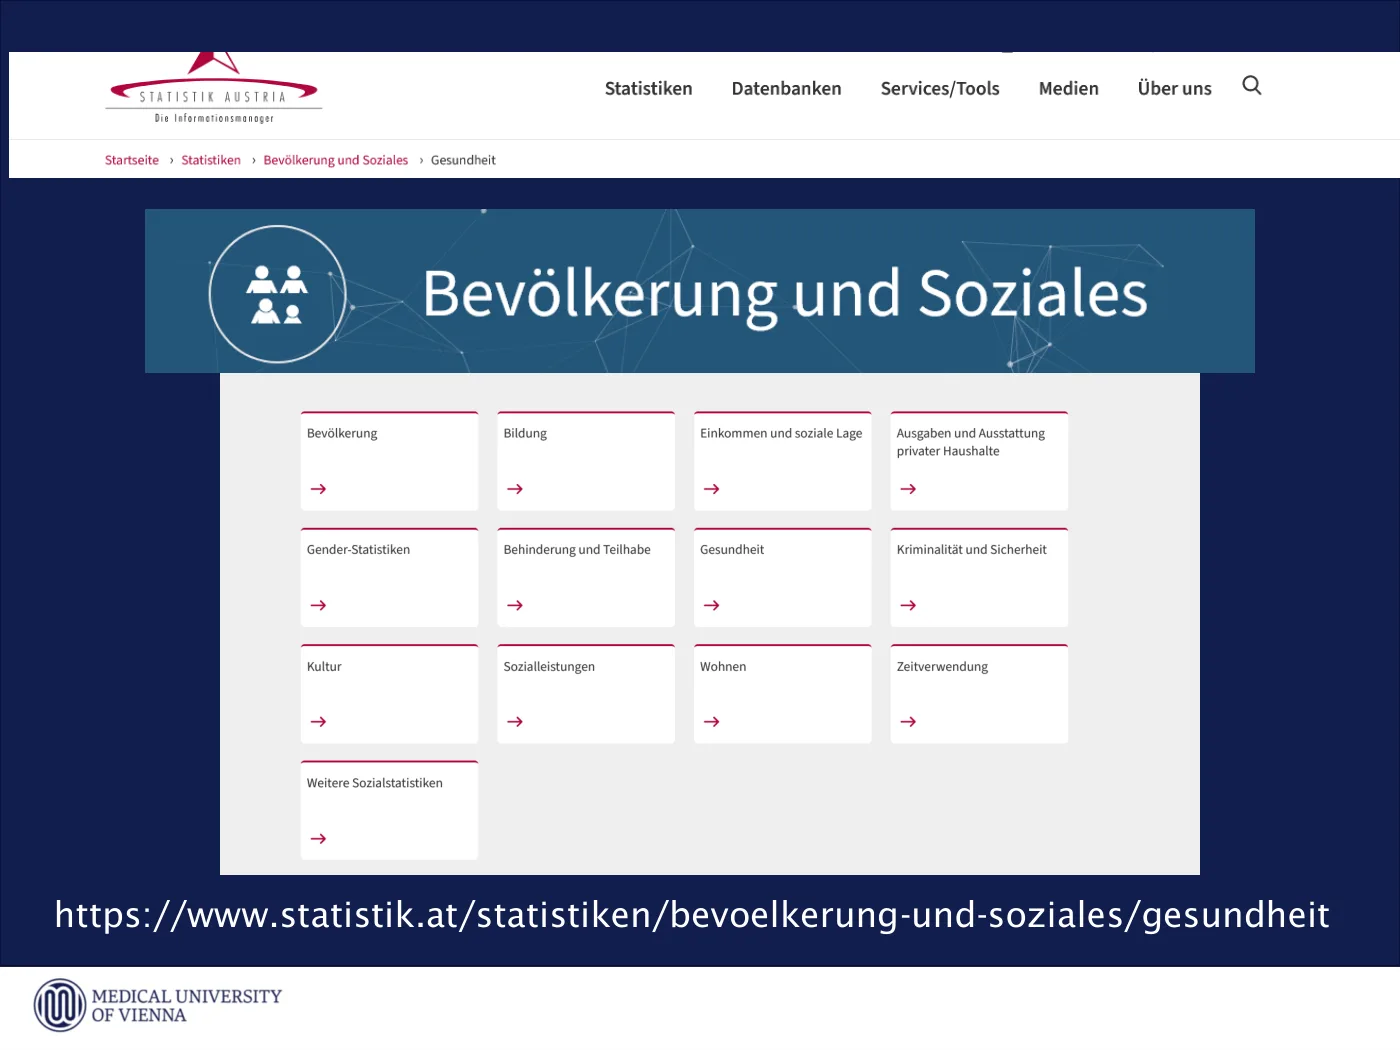 STATISTIK AUSTRIA
Die Informationsmanager
Statistiken Datenbanken Services/Tools Medien Über uns
Startseite › Statistiken › Bevölkerung und Soziales › Gesundheit
Bevölkerung und Soziales
Bevölkerung
Bildung
Einkommen und soziale Lage
Ausgaben und Ausstattung
privater Haushalte
Gender-Statistiken
Behinderung und Teilhabe
Gesundheit
Kriminalität und Sicherheit
Kultur
Sozialleistungen
Wohnen
Zeitverwendung
Weitere Sozialstatistiken
https://www.statistik.at/statistiken/bevoelkerung-und-soziales/gesundheit
MEDICAL UNIVERSITY
OF VIENNA